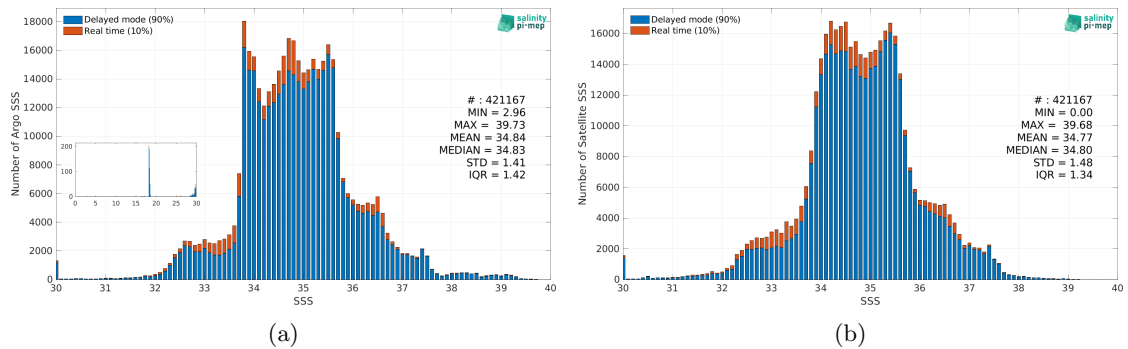 Delayed mode (90%)
Real time (10%)
salinity
pi-mep
18000
16000
14000
12000
10000
8000
6000
4000
2000
0
Number of Argo SSS
# : 421167
MIN = 2.96
MAX = 39.73
MEAN = 34.84
MEDIAN = 34.83
STD = 1.41
IQR = 1.42
200
100
0
0 5 10 15 20 25 30
30 31 32 33 34 35 36 37 38 39 40
SSS
(a)
Delayed mode (90%)
Real time (10%)
salinity
pi-mep
16000
14000
12000
10000
8000
6000
4000
2000
0
Number of Satellite SSS
# : 421167
MIN = 0.00
MAX = 39.68
MEAN = 34.77
MEDIAN = 34.80
STD = 1.48
IQR = 1.34
30 31 32 33 34 35 36 37 38 39 40
SSS
(b)